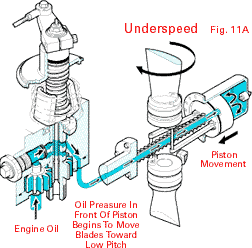 Underspeed Fig. 11A
Piston
Movement
Oil Preasure In
Front Of Piston
Begins To Move
Blades Toward
Low Pitch
Engine Oil